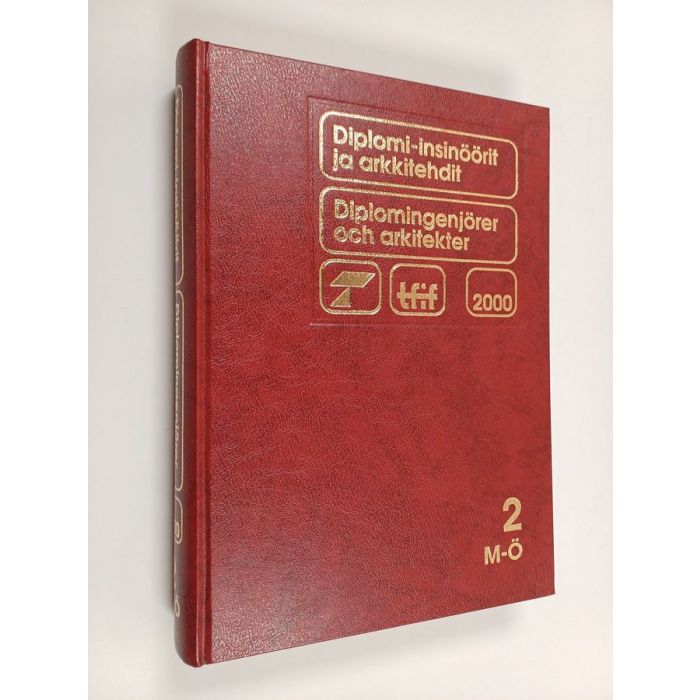 Diplomi-insinöörit
ja arkkitehdit
Diplomingenjörer
och arkitekter
tfif
2000
2
M-Ö